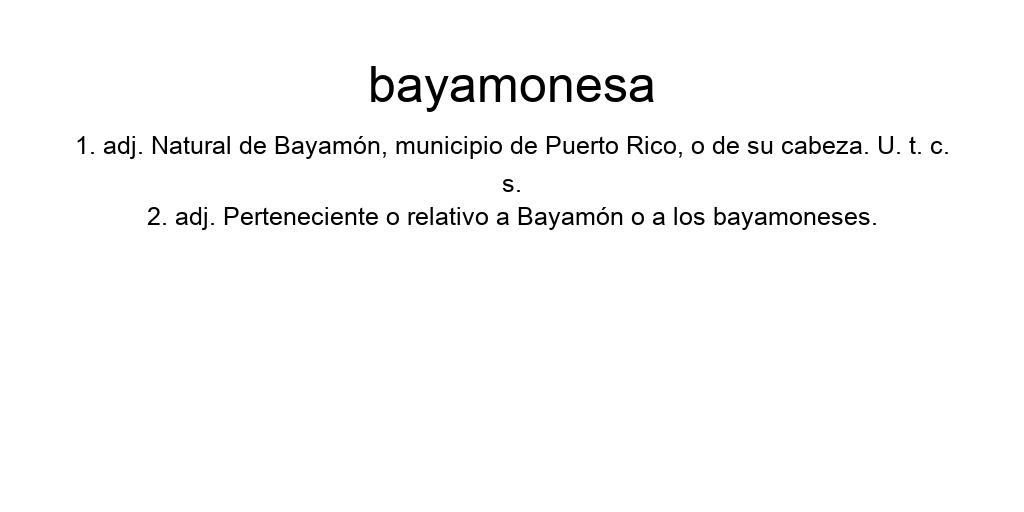 bayamonesa
1. adj. Natural de Bayamón, municipio de Puerto Rico, o de su cabeza. U. t. c.
s.
2. adj. Perteneciente o relativo a Bayamón o a los bayamoneses.